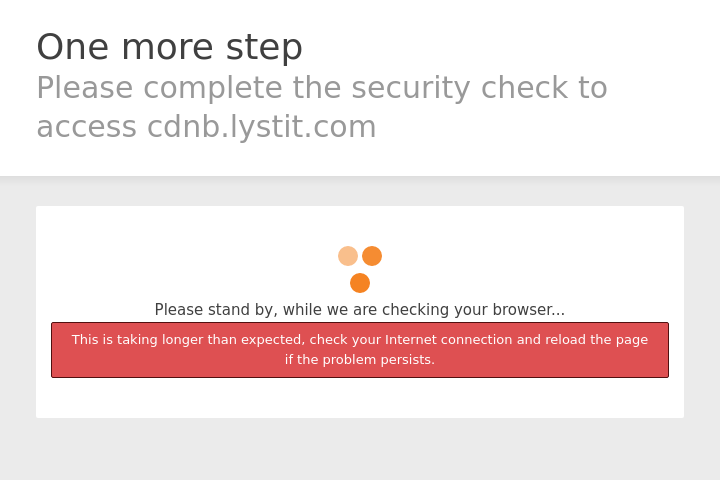 One more step
Please complete the security check to
access cdnb.lystit.com
Please stand by, while we are checking your browser...
This is taking longer than expected, check your Internet connection and reload the page
if the problem persists.